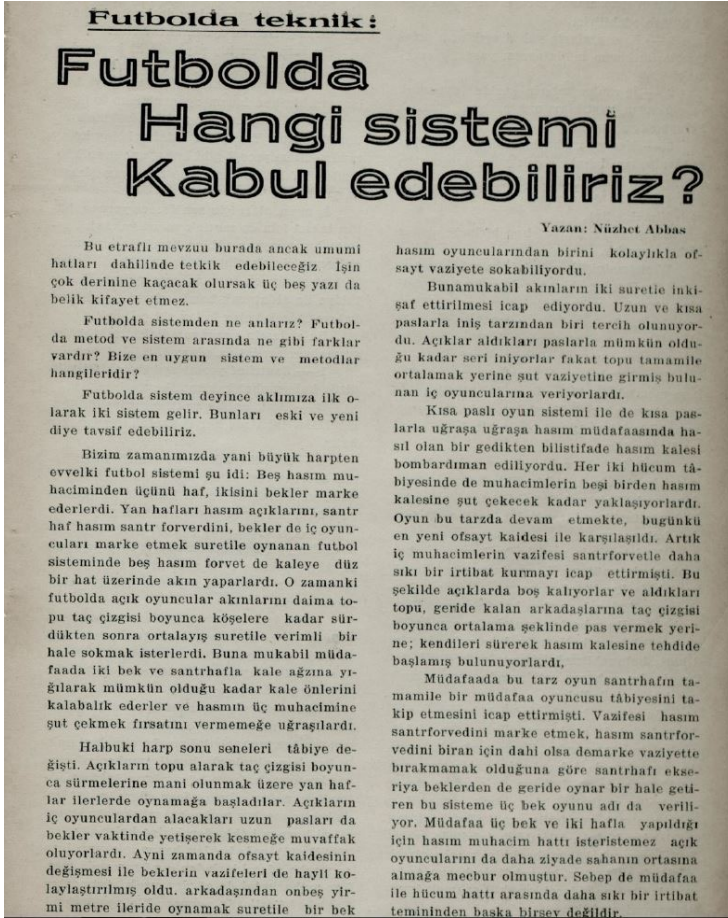 Futbolda teknik:
Futbolda
Hangi sistemi
Kabul edebiliriz?
Yazan: Nüzhet Abbas
Bu etraflı mevzuu burada ancak umumi
hatları dahilinde tetkik edebileceğiz İşin
çok derinine kaçacak olursak üç beş yazı da
belik kifayet etmez.
Futbolda sistemden ne anlarız? Futbol-
da metod ve sistem arasında ne gibi farklar
vardır? Bize en uygun sistem ve metodlar
hangileridir?
Futbolda sistem deyince aklımıza ilk o-
larak iki sistem gelir. Bunları eski ve yeni
diye tavsif edebiliriz.
Bizim zamanımızda yani büyük harpten
evvelki futbol sistemi şu idi: Beş hasım mu-
haciminden üçünü haf, ikisini bekler marke
ederlerdi. Yan hafları hasım açıklarını, santr
haf hasım santr forverdini, bekler de iç oyun-
cuları marke etmek suretile oynanan futbol
sisteminde beş hasım forvet de kaleye düz
bir hat üzerinde akın yaparlardı. O zamanki
futbolda açık oyuncular akınlarını daima to-
pu taç çizgisi boyunca köşelere kadar sür-
dükten sonra ortalayış suretile verimli bir
hale sokmak isterlerdi. Buna mukabil müda-
faada iki bek ve santrhafla kale ağzına yı-
ğılarak mümkün olduğu kadar kale önlerini
kalabalık ederler ve hasmın üç muhacimine
şut çekmek fırsatını vermemeğe uğraşılardı.
Halbuki harp sonu seneleri tâbiye de-
ğişti. Açıkların topu alarak taç çizgisi boyun-
ca sürmelerine mani olunmak üzere yan haf-
lar ilerlerde oynamağa başladılar. Açıkların
iç oyunculardan alacakları uzun pasları da
bekler vaktinde yetişerek kesmeğe muvaffak
oluyorlardı. Ayni zamanda ofsayt kaidesinin
değişmesi ile beklerin vazifeleri de hayli ko-
laylaştırılmış oldu. arkadaşından onbeş yir-
mi metre ileride oynamak suretile bir bek
hasım oyuncularından birini kolaylıkla of-
sayt vaziyete sokabiliyordu.
Bunamukabil akınların iki suretle inki-
şaf ettirilmesi icap ediyordu. Uzun ve kısa
paslarla iniş tarzından biri tercih olunuyor-
du. Açıklar aldıkları paslarla mümkün oldu-
ğu kadar seri iniyorlar fakat topu tamamile
ortalamak yerine şut vaziyetine girmiş bulu-
nan iç oyuncularına veriyorlardı.
Kısa paslı oyun sistemi ile de kısa pas-
larla uğraşa uğraşa hasım müdafaasında ha-
sıl olan bir gedikten bilistifade hasım kalesi
bombardıman ediliyordu. Her iki hücum tâ-
biyesinde de muhacimlerin beşi birden hasım
kalesine şut çekecek kadar yaklaşıyorlardı.
Oyun bu tarzda devam etmekte, bugünkü
en yeni ofsayt kaidesi ile karşılaşıldı. Artık
iç muhacimlerin vazifesi santrforvetle daha
sıkı bir irtibat kurmayı icap ettirmişti. Bu
şekilde açıklarda boş kalıyorlar ve aldıkları
topu, geride kalan arkadaşlarına taç çizgisi
boyunca ortalama şeklinde pas vermek yeri-
ne; kendileri sürerek hasım kalesine tehdide
başlamış bulunuyorlardı,
Müdafaada bu tarz oyun santrhafın ta-
mamile bir müdafaa oyuncusu tâbiyesini ta-
kip etmesini icap ettirmişti. Vazifesi hasım
santrforvedini marke etmek, hasım santrfor-
vedini biran için dahi olsa demarke vaziyette
bırakmamak olduğuna göre santrhafı ekse-
riya beklerden de geride oynar bir hale geti-
ren bu sisteme üç bek oyunu adı da verili-
yor. Müdafaa üç bek ve iki hafla yapıldığı
için hasım muhacim hattı isteristemez açık
oyuncularını da daha ziyade sahanın ortasına
almağa mecbur olmuştur. Sebep de müdafaa
ile hücum hattı arasında daha sıkı bir irtibat
temininden başka birşey değildir.